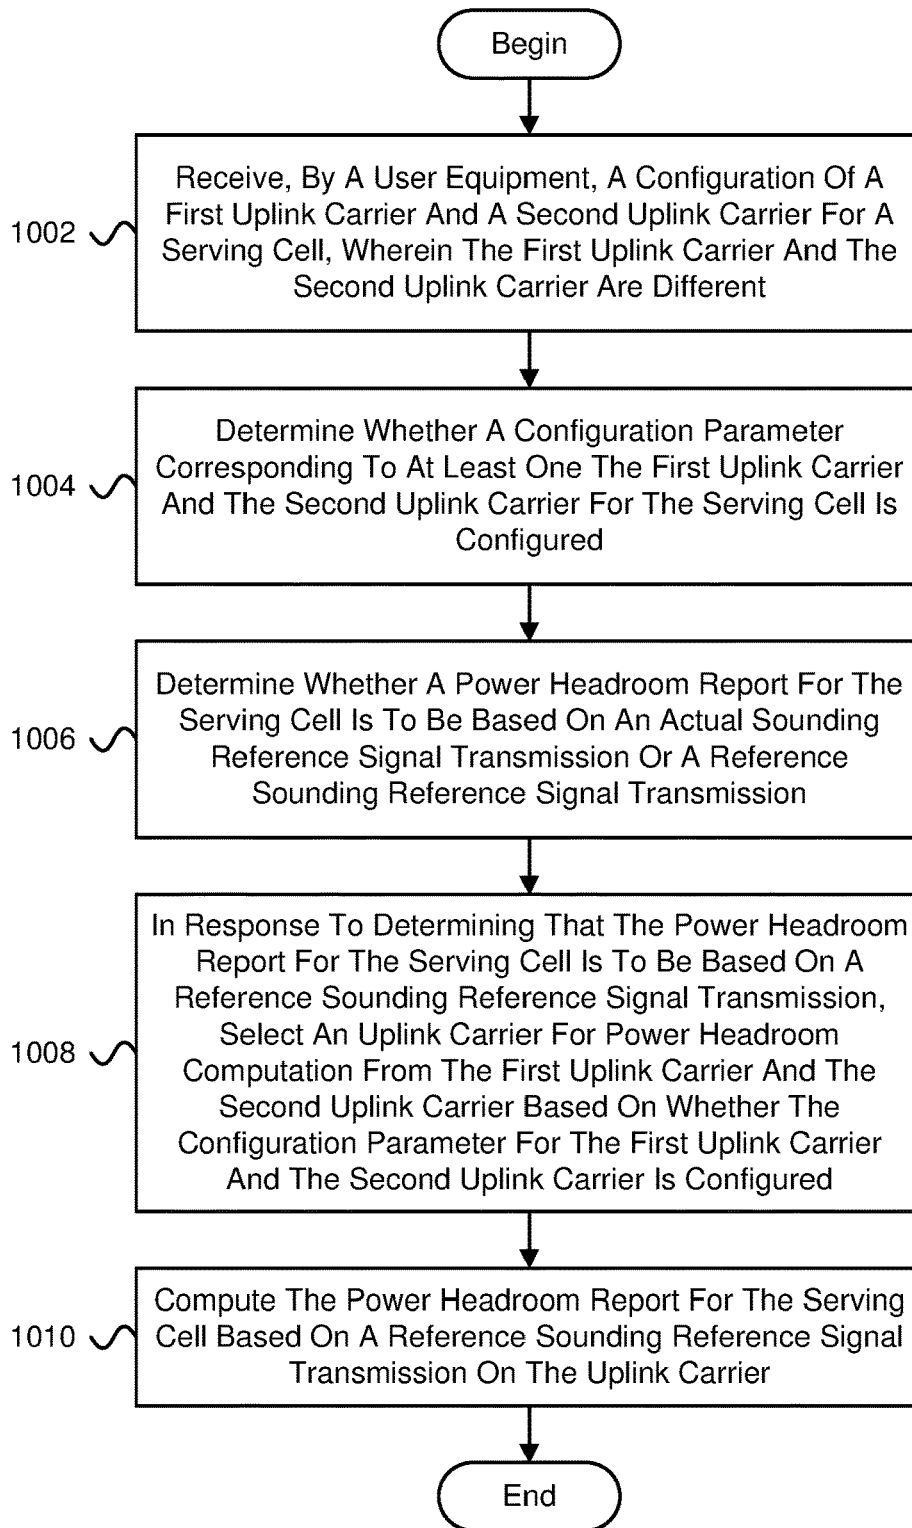 Begin
1002
Receive, By A User Equipment, A Configuration Of A
First Uplink Carrier And A Second Uplink Carrier For A
Serving Cell, Wherein The First Uplink Carrier And The
Second Uplink Carrier Are Different
1004
Determine Whether A Configuration Parameter
Corresponding To At Least One The First Uplink Carrier
And The Second Uplink Carrier For The Serving Cell Is
Configured
1006
Determine Whether A Power Headroom Report For The
Serving Cell Is To Be Based On An Actual Sounding
Reference Signal Transmission Or A Reference
Sounding Reference Signal Transmission
1008
In Response To Determining That The Power Headroom
Report For The Serving Cell Is To Be Based On A
Reference Sounding Reference Signal Transmission,
Select An Uplink Carrier For Power Headroom
Computation From The First Uplink Carrier And The
Second Uplink Carrier Based On Whether The
Configuration Parameter For The First Uplink Carrier
And The Second Uplink Carrier Is Configured
1010
Compute The Power Headroom Report For The Serving
Cell Based On A Reference Sounding Reference Signal
Transmission On The Uplink Carrier
End